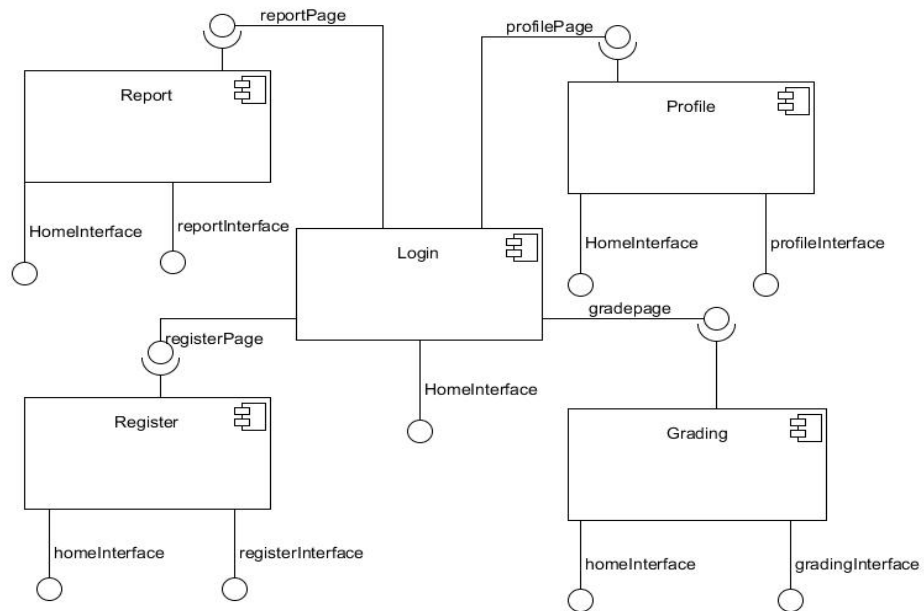 reportPage
profilePage
Report
Profile
HomeInterface
reportInterface
Login
HomeInterface
profileInterface
gradepage
registerPage
HomeInterface
Register
Grading
homeInterface
registerInterface
homeInterface
gradingInterface